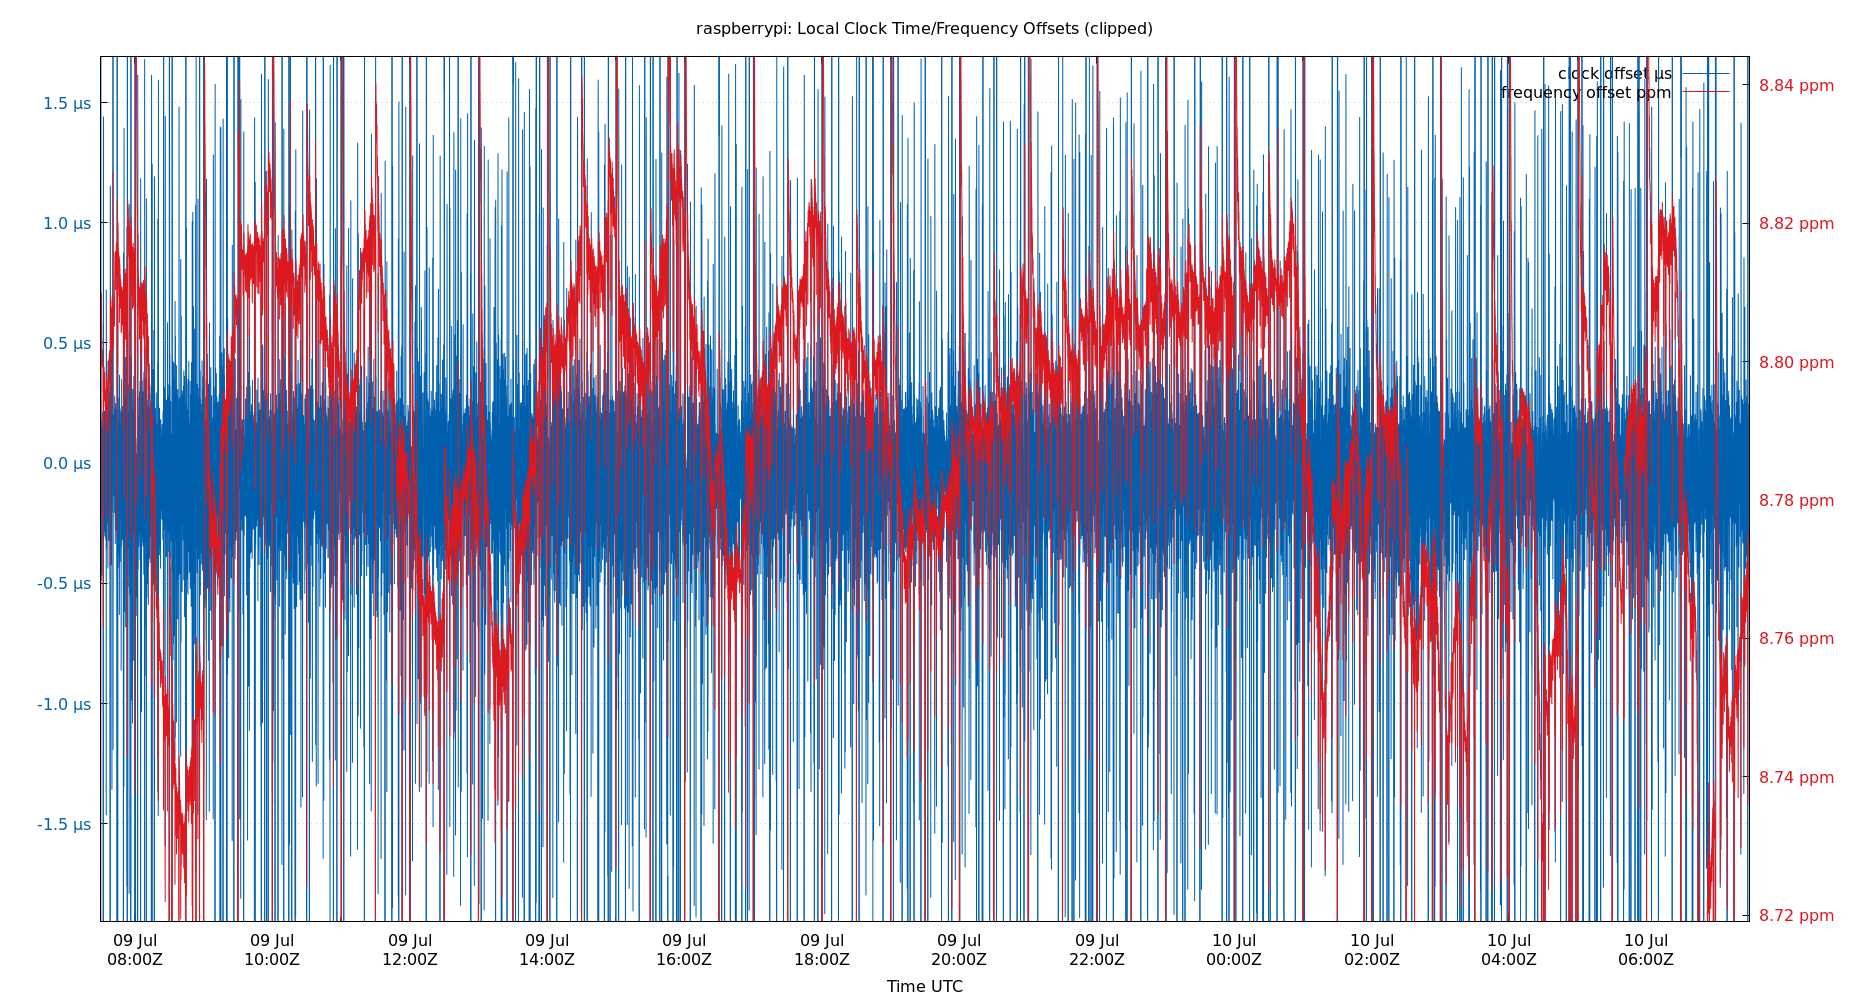 raspberrypi: Local Clock Time/Frequency Offsets (clipped)
clock offset µs
frequency offset ppm
1.5 µs
1.0 µs
0.5 µs
0.0 µs
-0.5 µs
-1.0 µs
-1.5 µs
8.84 ppm
8.82 ppm
8.80 ppm
8.78 ppm
8.76 ppm
8.74 ppm
8.72 ppm
09 Jul 09 Jul 09 Jul 09 Jul 09 Jul 09 Jul 09 Jul 09 Jul 10 Jul 10 Jul 10 Jul 10 Jul
08:00Z 10:00Z 12:00Z 14:00Z 16:00Z 18:00Z 20:00Z 22:00Z 00:00Z 02:00Z 04:00Z 06:00Z
Time UTC